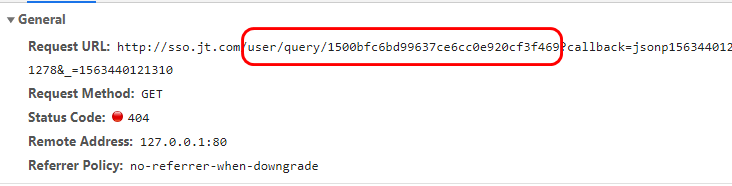 General
Request URL: http://sso.jt.com/user/query/1500bfc6bd99637ce6cc0e920cf3f469?callback=jsonp156344012
1278&_=1563440121310
Request Method: GET
Status Code: 404
Remote Address: 127.0.0.1:80
Referrer Policy: no-referrer-when-downgrade